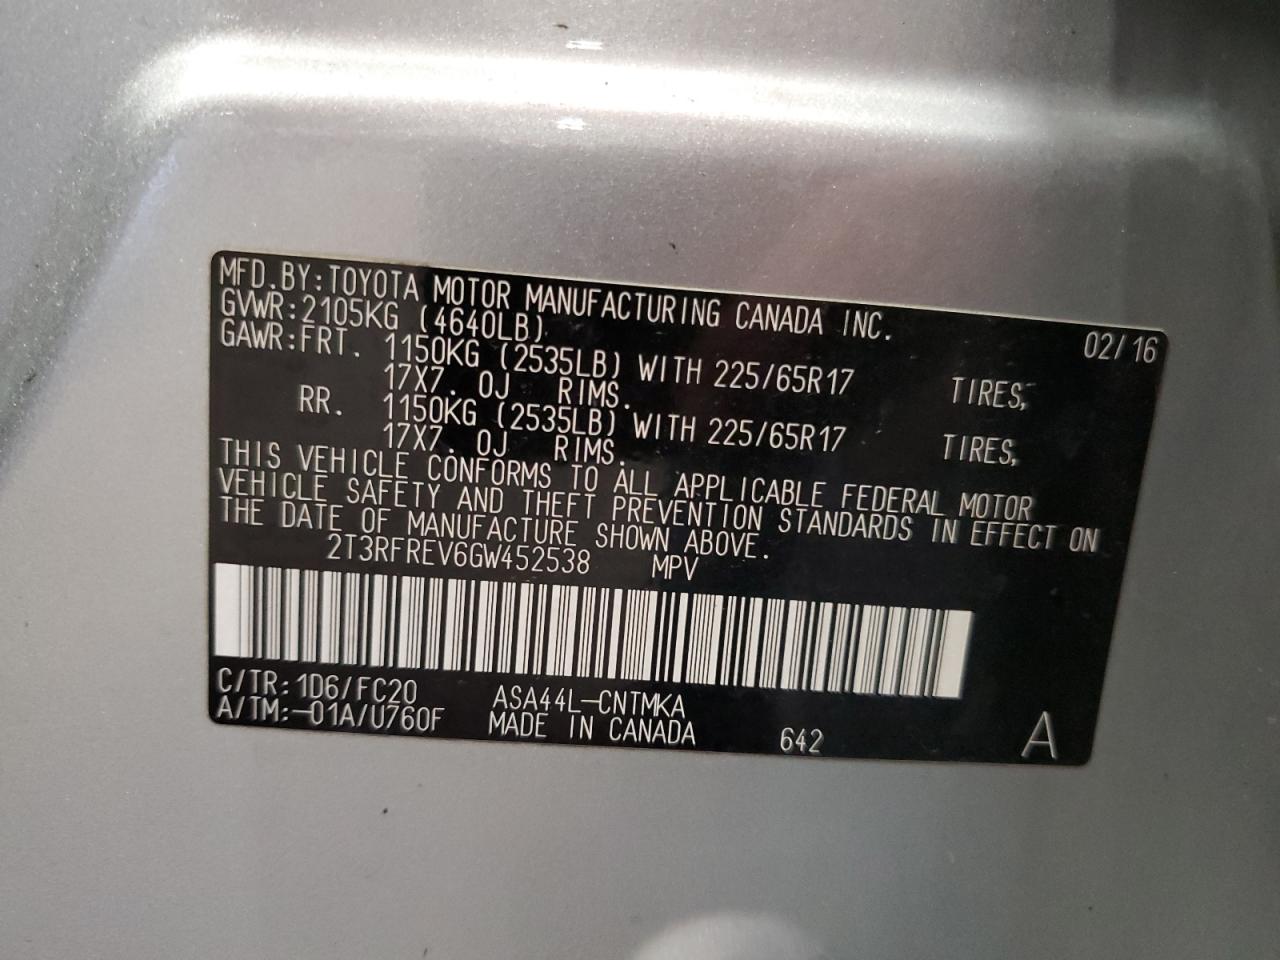 MFD.BY:TOYOTA MOTOR MANUFACTURING CANADA INC.
02/16
GVWR:2105KG (4640LB)
GAWR:FRT. 1150KG (2535LB) WITH 225/65R17 TIRES,
17X7.0J RIMS.
RR. 1150KG (2535LB) WITH 225/65R17 TIRES,
17X7.0J RIMS.
THIS VEHICLE CONFORMS TO ALL APPLICABLE FEDERAL MOTOR
VEHICLE SAFETY AND THEFT PREVENTION STANDARDS IN EFFECT ON
THE DATE OF MANUFACTURE SHOWN ABOVE.
2T3RFREV6GW452538 MPV
C/TR:1D6/FC20 ASA44L-CNTMKA
A/TM:-01A/U760F MADE IN CANADA 642 A